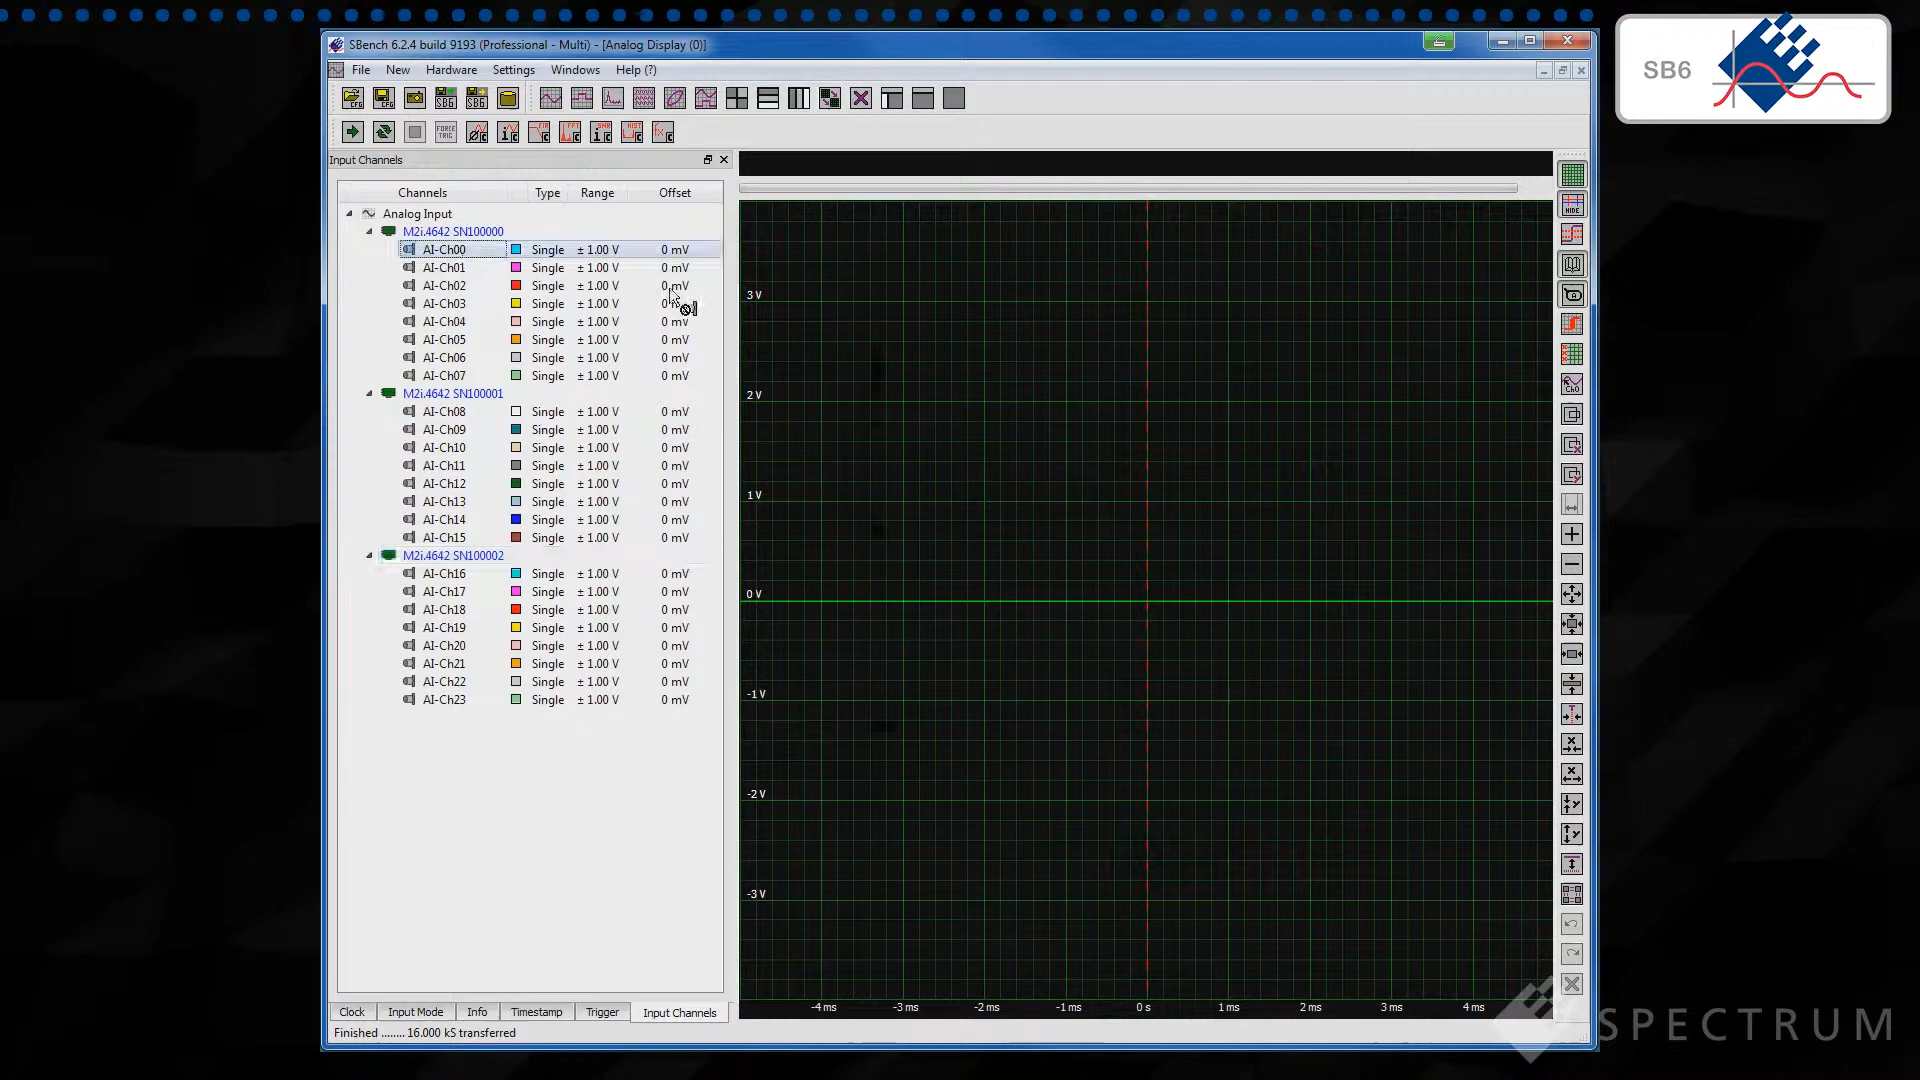 SBench 6.2.4 build 9193 (Professional - Multi) - [Analog Display (0)]
SB6
File New Hardware Settings Windows Help (?)
Input Channels
Channels Type Range Offset
Analog Input
M2i.4642 SN100000
AI-Ch00 Single ± 1.00 V 0 mV
AI-Ch01 Single ± 1.00 V 0 mV
AI-Ch02 Single ± 1.00 V 0 mV
AI-Ch03 Single ± 1.00 V 0
AI-Ch04 Single ± 1.00 V 0 mV
AI-Ch05 Single ± 1.00 V 0 mV
AI-Ch06 Single ± 1.00 V 0 mV
AI-Ch07 Single ± 1.00 V 0 mV
M2i.4642 SN100001
AI-Ch08 Single ± 1.00 V 0 mV
AI-Ch09 Single ± 1.00 V 0 mV
AI-Ch10 Single ± 1.00 V 0 mV
AI-Ch11 Single ± 1.00 V 0 mV
AI-Ch12 Single ± 1.00 V 0 mV
AI-Ch13 Single ± 1.00 V 0 mV
AI-Ch14 Single ± 1.00 V 0 mV
AI-Ch15 Single ± 1.00 V 0 mV
M2i.4642 SN100002
AI-Ch16 Single ± 1.00 V 0 mV
AI-Ch17 Single ± 1.00 V 0 mV
AI-Ch18 Single ± 1.00 V 0 mV
AI-Ch19 Single ± 1.00 V 0 mV
AI-Ch20 Single ± 1.00 V 0 mV
AI-Ch21 Single ± 1.00 V 0 mV
AI-Ch22 Single ± 1.00 V 0 mV
AI-Ch23 Single ± 1.00 V 0 mV
3 V
2 V
1 V
0 V
-1 V
-2 V
-3 V
-4 ms -3 ms -2 ms -1 ms 0 s 1 ms 2 ms 3 ms 4 ms
Clock Input Mode Info Timestamp Trigger Input Channels
Finished ........ 16.000 kS transferred
SPECTRUM